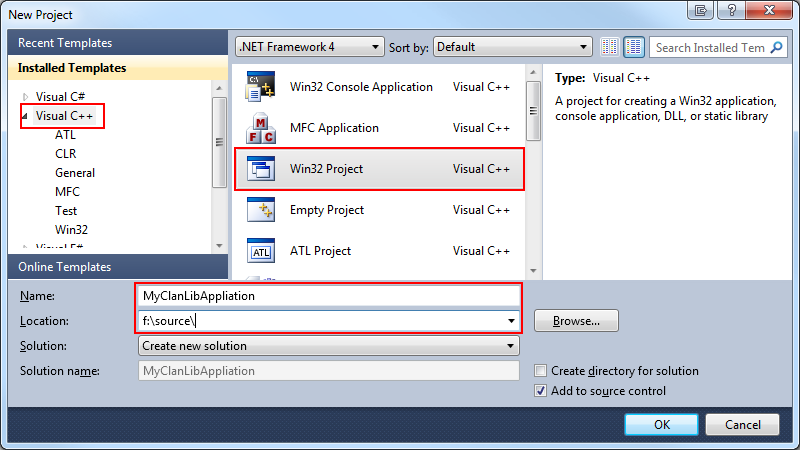 New Project
Recent Templates
.NET Framework 4
Sort by:
Default
Search Installed Tem
Installed Templates
Visual C#
Visual C++
ATL
CLR
General
MFC
Test
Win32
Visual F#
Online Templates
Win32 Console Application Visual C++
MFC Application Visual C++
Win32 Project Visual C++
Empty Project Visual C++
ATL Project Visual C++
Type: Visual C++
A project for creating a Win32 application,
console application, DLL, or static library
Name: MyClanLibAppliation
Location: f:\source\
Browse...
Solution: Create new solution
Solution name: MyClanLibAppliation
Create directory for solution
Add to source control
OK
Cancel